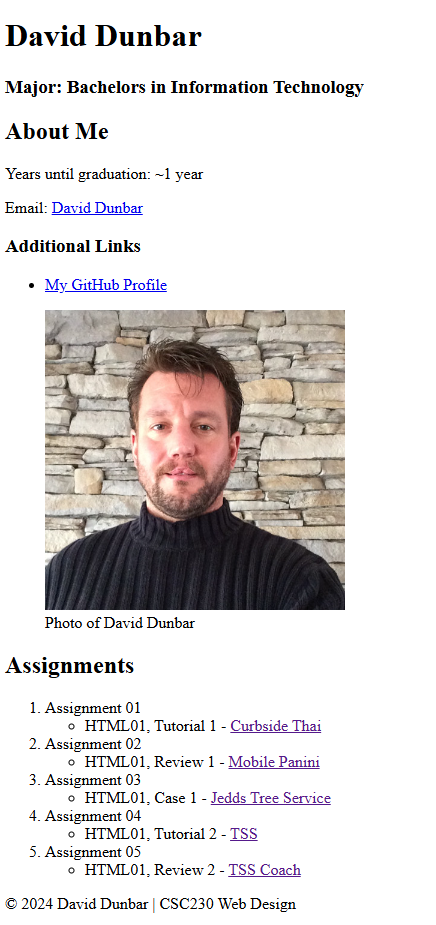 David Dunbar
Major: Bachelors in Information Technology
About Me
Years until graduation: ~1 year
Email: David Dunbar
Additional Links
• My GitHub Profile
Photo of David Dunbar
Assignments
1. Assignment 01
◦ HTML01, Tutorial 1 - Curbside Thai
2. Assignment 02
◦ HTML01, Review 1 - Mobile Panini
3. Assignment 03
◦ HTML01, Case 1 - Jedds Tree Service
4. Assignment 04
◦ HTML01, Tutorial 2 - TSS
5. Assignment 05
◦ HTML01, Review 2 - TSS Coach
© 2024 David Dunbar | CSC230 Web Design